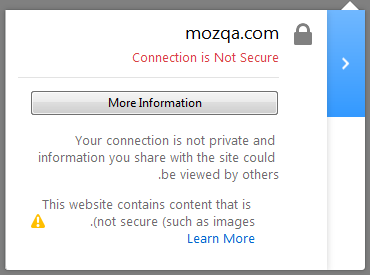 mozqa.com
Connection is Not Secure
More Information
Your connection is not private and
information you share with the site could
.be viewed by others
This website contains content that is
.(not secure (such as images
Learn More